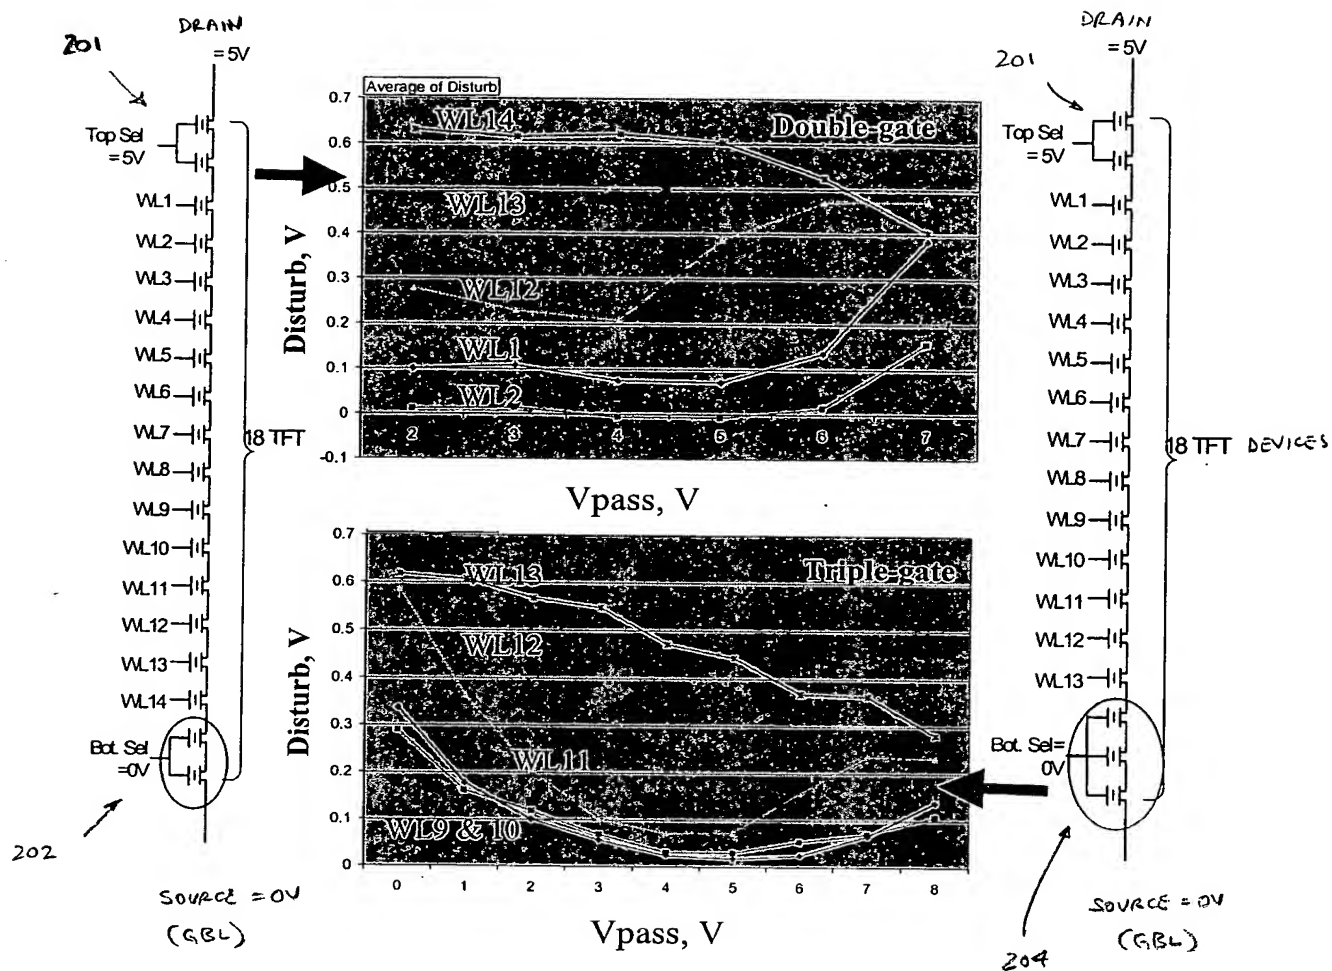 DRAIN
= 5V
201
Top Sel
=5V
WL1
WL2
WL3
WL4
WL5
WL6
WL7
WL8
WL9
WL10
WL11
WL12
WL13
WL14
Bot. Sel
=0V
18 TFT
202
SOURCE = 0V
(GBL)
Average of Disturb
0.7
0.6
0.5
0.4
0.3
0.2
0.1
0
-0.1
Disturb, V
WL14
Double-gate
WL13
WL12
WL1
WL2
2 3 4 5 6 7
Vpass, V
0.7
0.6
0.5
0.4
0.3
0.2
0.1
0
Disturb, V
WL13
Triple-gate
WL12
WL11
WL9 & 10
0 1 2 3 4 5 6 7 8
Vpass, V
DRAIN
= 5V
201
Top Sel
=5V
WL1
WL2
WL3
WL4
WL5
WL6
WL7
WL8
WL9
WL10
WL11
WL12
WL13
Bot. Sel=
0V
18 TFT DEVICES
SOURCE = 0V
(GBL)
204